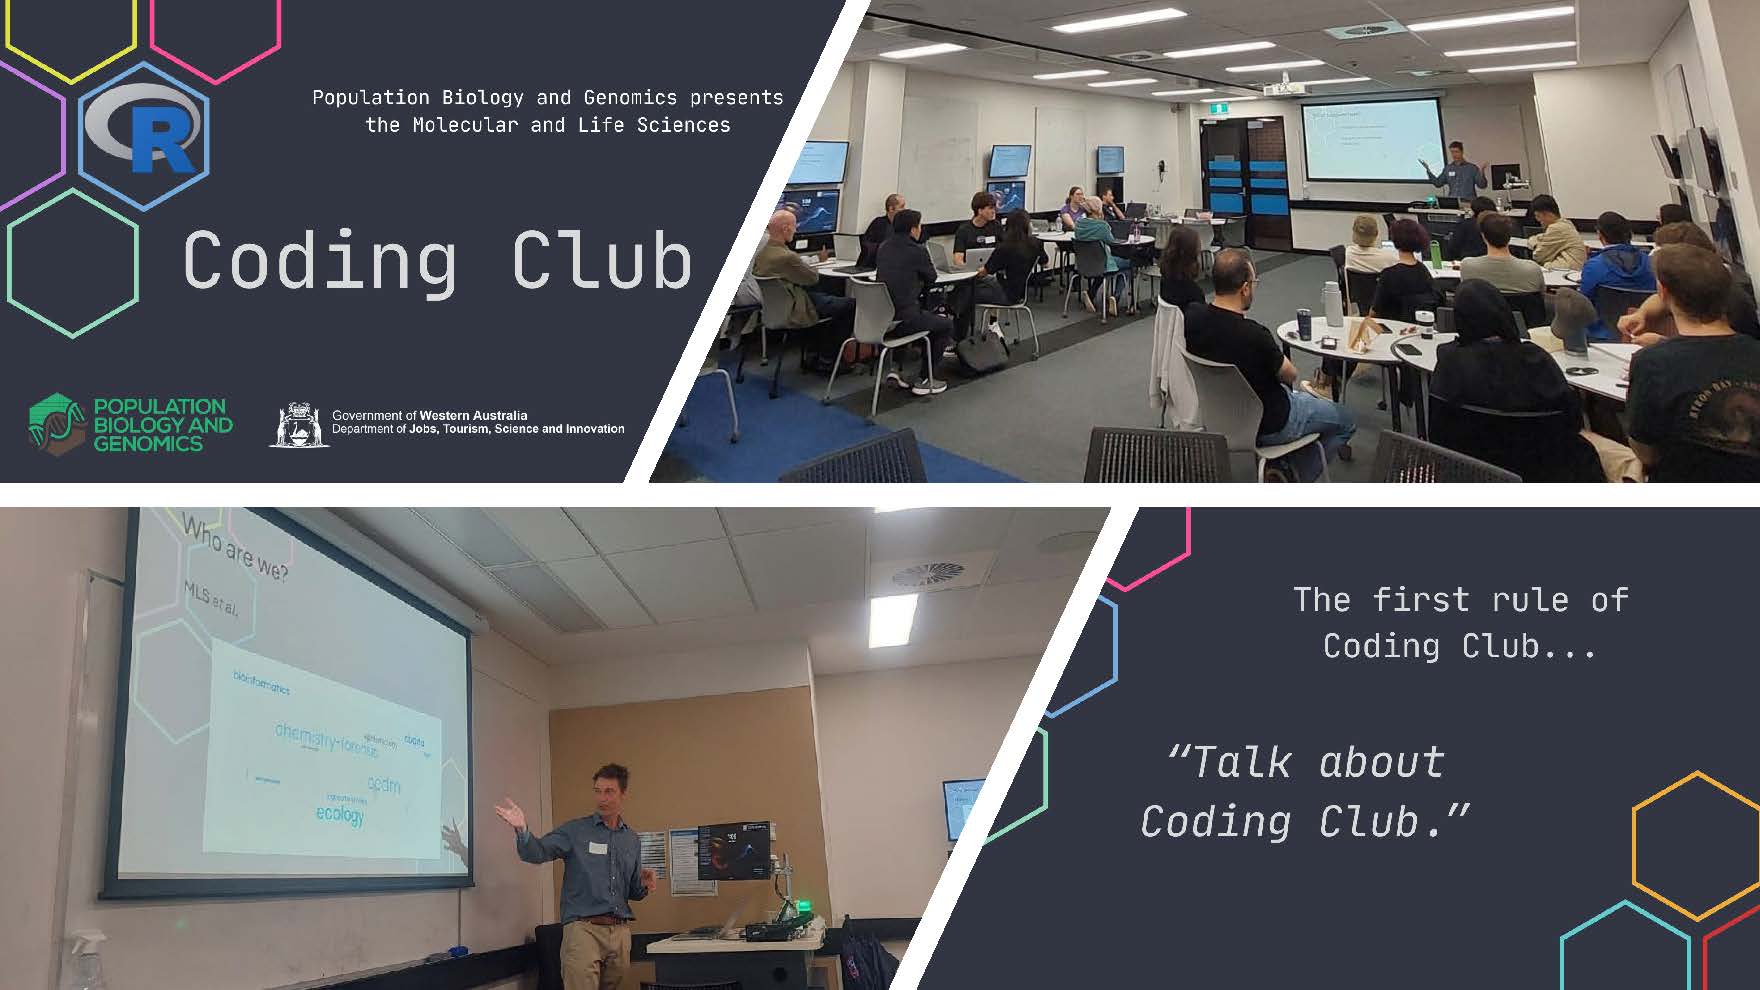 Population Biology and Genomics presents
the Molecular and Life Sciences
R
Coding Club
POPULATION
BIOLOGY AND
GENOMICS
Government of Western Australia
Department of Jobs, Tourism, Science and Innovation
Who are we?
MLS et al.
bioinformatics
chemistry-forensic
ccdm
ecology
The first rule of
Coding Club...
“Talk about
Coding Club.”